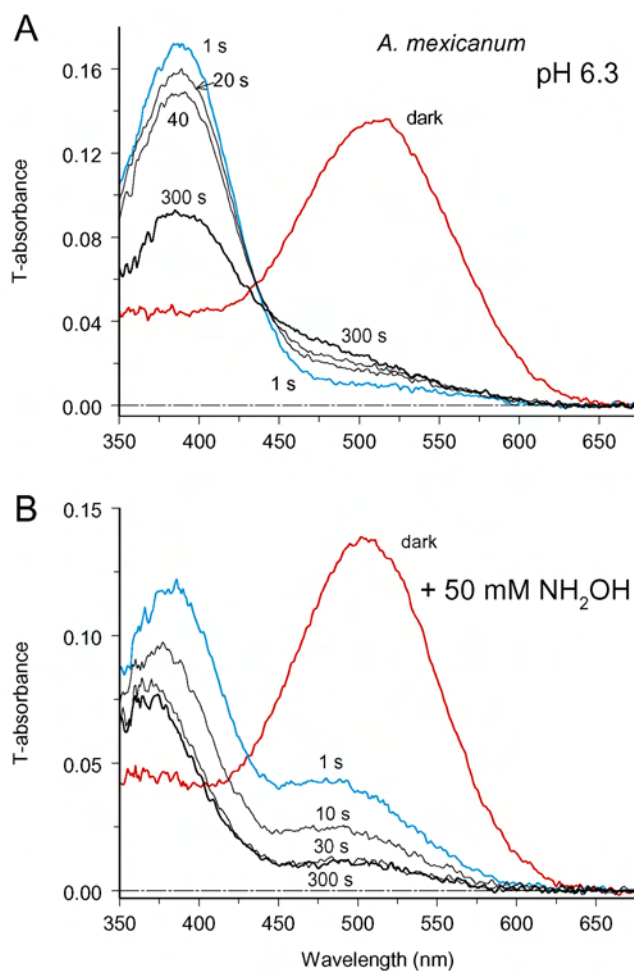 A
A. mexicanum
pH 6.3
1 s
20 s
40
300 s
dark
300 s
1 s
T-absorbance
0.16
0.12
0.08
0.04
0.00
350 400 450 500 550 600 650
B
dark
+ 50 mM NH₂OH
1 s
10 s
30 s
300 s
T-absorbance
0.15
0.10
0.05
0.00
350 400 450 500 550 600 650
Wavelength (nm)